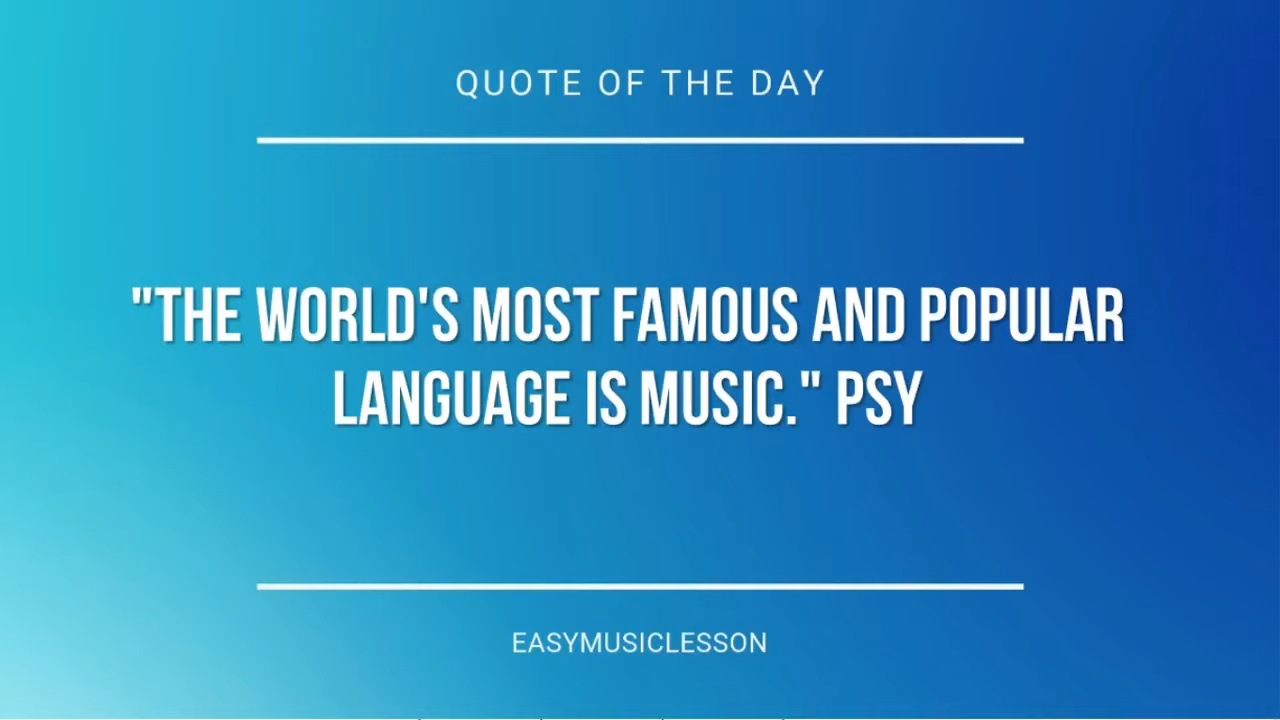 QUOTE OF THE DAY
"THE WORLD'S MOST FAMOUS AND POPULAR
LANGUAGE IS MUSIC." PSY
EASYMUSICLESSON